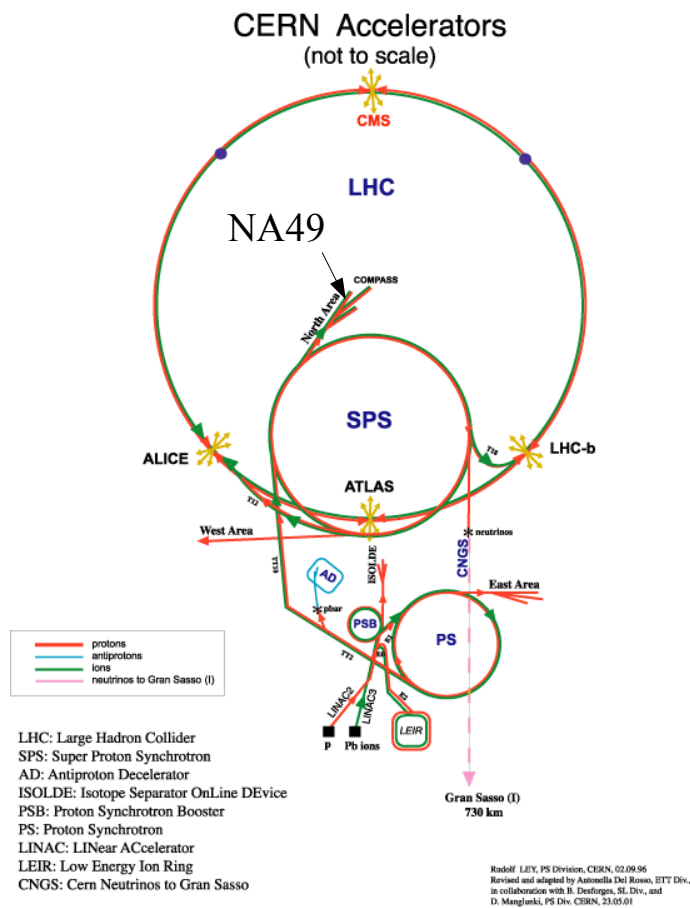 CERN Accelerators
(not to scale)
CMS
LHC
NA49
COMPASS
North Area
SPS
TI8
ALICE
LHC-b
ATLAS
TI2
West Area
neutrinos
CNGS
ISOLDE
TT10
AD
East Area
pbar
PSB
PS
E1
E0
TT2
LINAC2
LINAC3
E2
LEIR
p
Pb ions
protons
antiprotons
ions
neutrinos to Gran Sasso (I)
Gran Sasso (I)
730 km
LHC: Large Hadron Collider
SPS: Super Proton Synchrotron
AD: Antiproton Decelerator
ISOLDE: Isotope Separator OnLine DEvice
PSB: Proton Synchrotron Booster
PS: Proton Synchrotron
LINAC: LINear ACcelerator
LEIR: Low Energy Ion Ring
CNGS: Cern Neutrinos to Gran Sasso
Rudolf LEY, PS Division, CERN, 02.09.96
Revised and adapted by Antonella Del Rosso, ETT Div.,
in collaboration with B. Desforges, SL Div., and
D. Manglunki, PS Div. CERN, 23.05.01